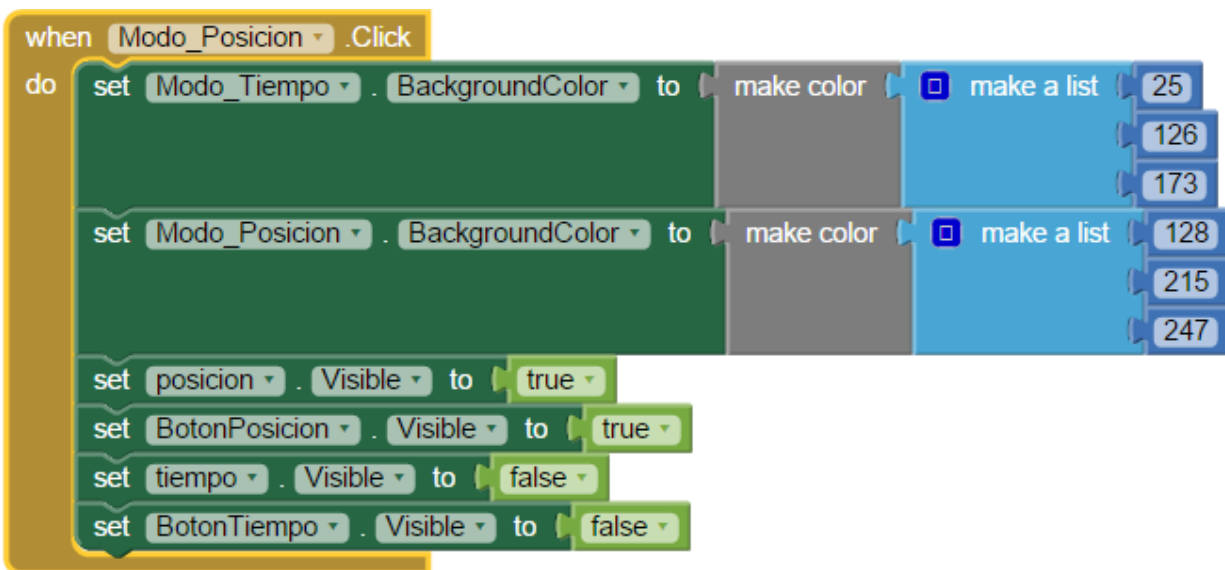 when Modo_Posicion .Click
do set Modo_Tiempo . BackgroundColor to make color make a list 25
126
173
set Modo_Posicion . BackgroundColor to make color make a list 128
215
247
set posicion . Visible to true
set BotonPosicion . Visible to true
set tiempo . Visible to false
set BotonTiempo . Visible to false